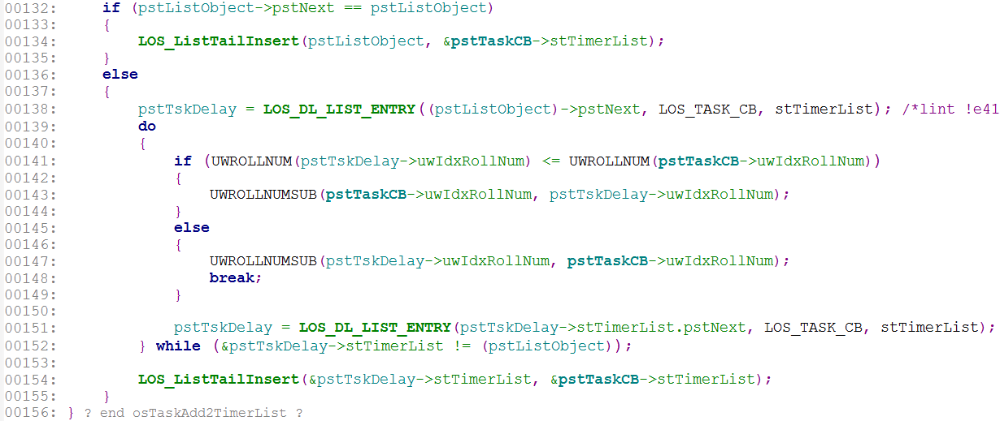 00132:     if (pstListObject->pstNext == pstListObject)
00133:     {
00134:         LOS_ListTailInsert(pstListObject, &pstTaskCB->stTimerList);
00135:     }
00136:     else
00137:     {
00138:         pstTskDelay = LOS_DL_LIST_ENTRY((pstListObject)->pstNext, LOS_TASK_CB, stTimerList); /*lint !e41
00139:         do
00140:         {
00141:             if (UWROLLNUM(pstTskDelay->uwIdxRollNum) <= UWROLLNUM(pstTaskCB->uwIdxRollNum))
00142:             {
00143:                 UWROLLNUMSUB(pstTaskCB->uwIdxRollNum, pstTskDelay->uwIdxRollNum);
00144:             }
00145:             else
00146:             {
00147:                 UWROLLNUMSUB(pstTskDelay->uwIdxRollNum, pstTaskCB->uwIdxRollNum);
00148:                 break;
00149:             }
00150:
00151:             pstTskDelay = LOS_DL_LIST_ENTRY(pstTskDelay->stTimerList.pstNext, LOS_TASK_CB, stTimerList);
00152:         } while (&pstTskDelay->stTimerList != (pstListObject));
00153:
00154:         LOS_ListTailInsert(&pstTskDelay->stTimerList, &pstTaskCB->stTimerList);
00155:     }
00156: } ? end osTaskAdd2TimerList ?